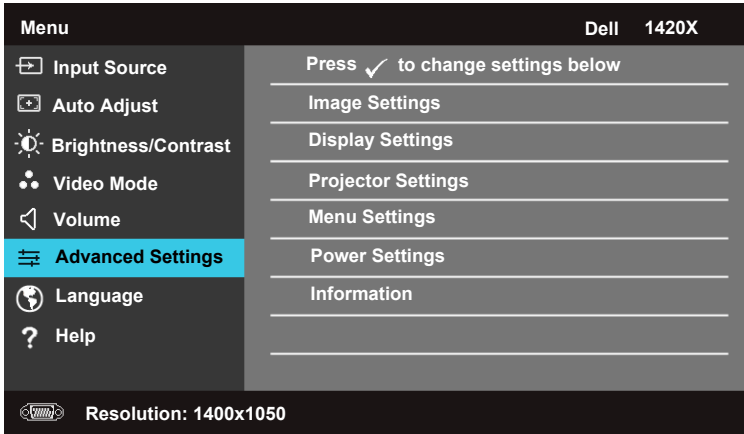 Menu
Dell 1420X
Input Source
Auto Adjust
Brightness/Contrast
Video Mode
Volume
Advanced Settings
Language
Help
Press ✓ to change settings below
Image Settings
Display Settings
Projector Settings
Menu Settings
Power Settings
Information
Resolution: 1400x1050